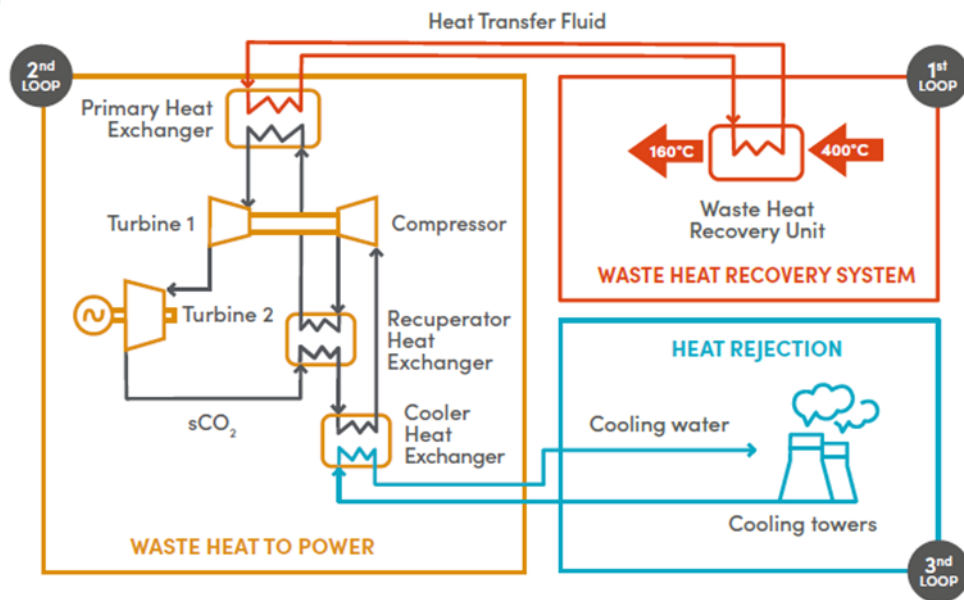 Heat Transfer Fluid
2nd
LOOP
1st
LOOP
Primary Heat
Exchanger
160°C
400°C
Turbine 1
Compressor
Waste Heat
Recovery Unit
WASTE HEAT RECOVERY SYSTEM
Turbine 2
Recuperator
Heat
Exchanger
HEAT REJECTION
sCO₂
Cooler
Heat
Exchanger
Cooling water
Cooling towers
WASTE HEAT TO POWER
3rd
LOOP